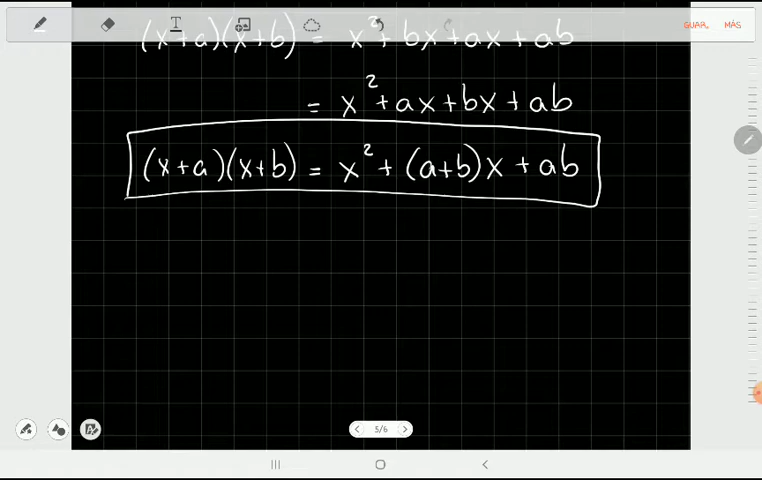 T
GUAR. MÁS
(x+a)(x+b) = x² + bx + ax + ab
= x² + ax + bx + ab
(x+a)(x+b) = x² + (a+b)x + ab
5/6